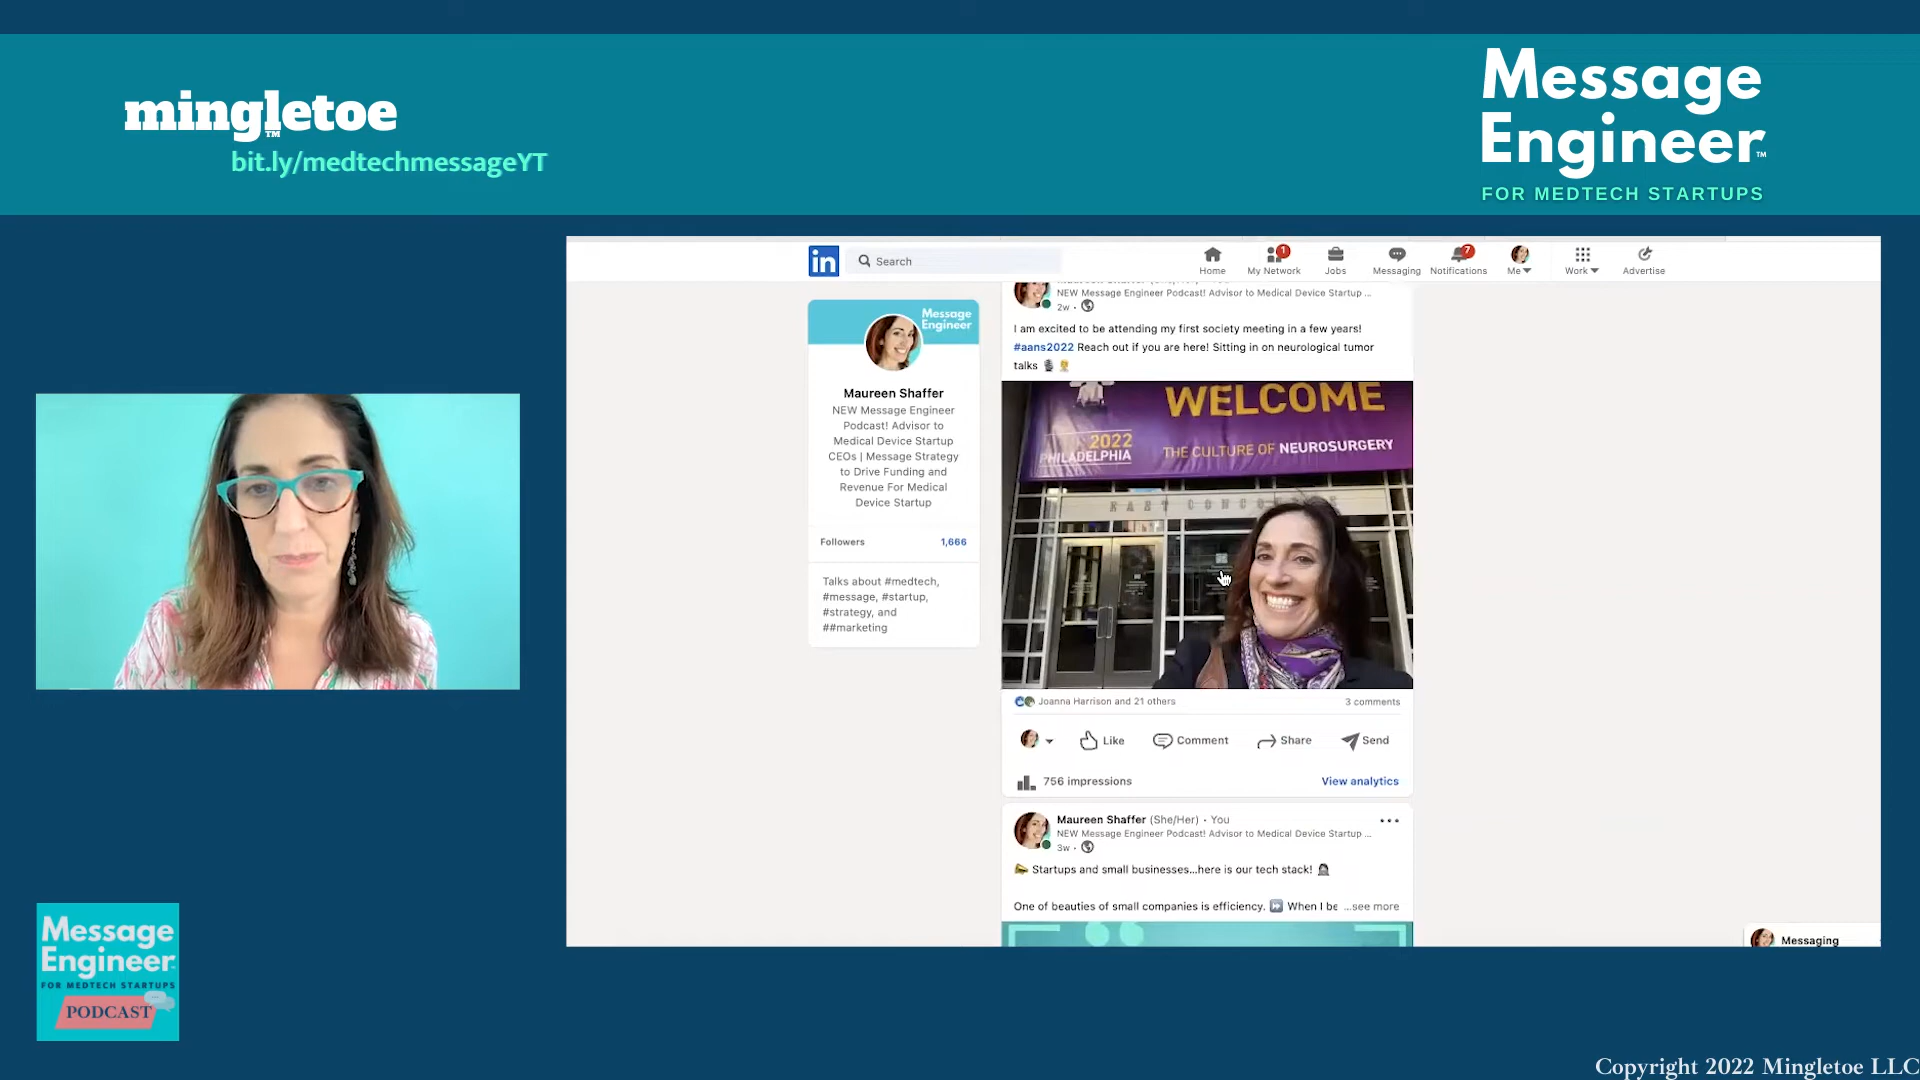 mingletoe
TM
bit.ly/medtechmessageYT
Message
Engineer™
FOR MEDTECH STARTUPS
in
Search
Home
My Network
1
Jobs
Messaging
Notifications
7
Me
Work
Advertise
Message
Engineer
Maureen Shaffer
NEW Message Engineer
Podcast! Advisor to
Medical Device Startup
CEOs | Message Strategy
to Drive Funding and
Revenue For Medical
Device Startup
Followers 1,666
Talks about #medtech,
#message, #startup,
#strategy, and
##marketing
NEW Message Engineer Podcast! Advisor to Medical Device Startup ...
2w •
I am excited to be attending my first society meeting in a few years!
#aans2022 Reach out if you are here! Sitting in on neurological tumor
talks
WELCOME
2022
PHILADELPHIA
THE CULTURE OF NEUROSURGERY
EAST
Joanna Harrison and 21 others
3 comments
Like
Comment
Share
Send
756 impressions
View analytics
Maureen Shaffer (She/Her) • You
NEW Message Engineer Podcast! Advisor to Medical Device Startup ...
3w •
Startups and small businesses...here is our tech stack!
One of beauties of small companies is efficiency. When I be ...see more
Messaging
Message
Engineer
FOR MEDTECH STARTUPS
PODCAST
Copyright 2022 Mingletoe LLC